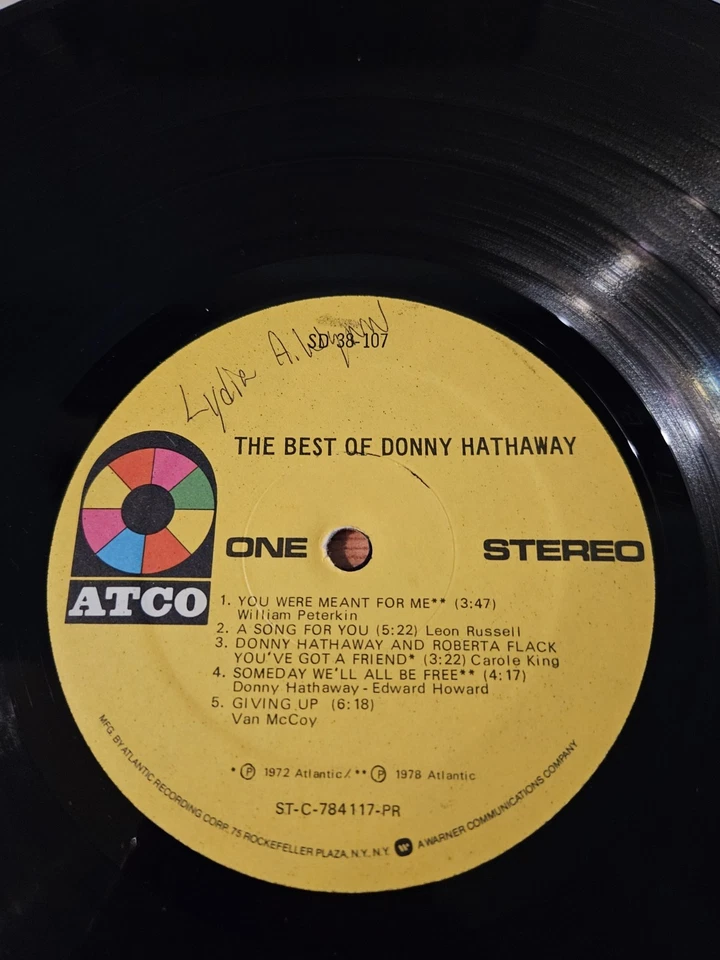 SD 38-107
Lydia A.
THE BEST OF DONNY HATHAWAY
ONE
STEREO
ATCO
1. YOU WERE MEANT FOR ME** (3:47)
William Peterkin
2. A SONG FOR YOU (5:22) Leon Russell
3. DONNY HATHAWAY AND ROBERTA FLACK
YOU'VE GOT A FRIEND* (3:22) Carole King
4. SOMEDAY WE'LL ALL BE FREE** (4:17)
Donny Hathaway - Edward Howard
5. GIVING UP (6:18)
Van McCoy
* Ⓟ 1972 Atlantic/ ** Ⓟ 1978 Atlantic
ST-C-784117-PR
MFG. BY ATLANTIC RECORDING CORP. 75 ROCKEFELLER PLAZA, N.Y., N.Y. A WARNER COMMUNICATIONS COMPANY